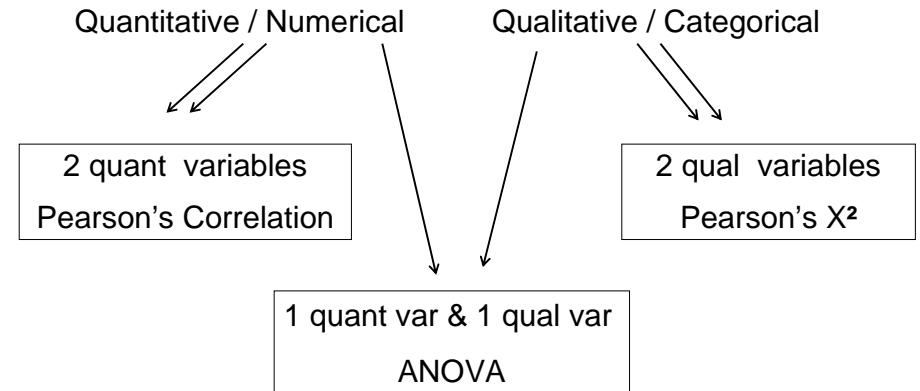 Quantitative / Numerical
Qualitative / Categorical
2 quant variables
Pearson’s Correlation
2 qual variables
Pearson’s X²
1 quant var & 1 qual var
ANOVA